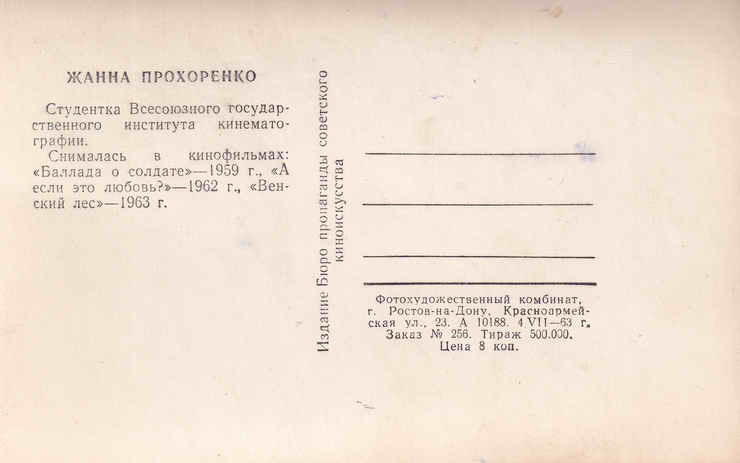 ЖАННА ПРОХОРЕНКО
Студентка Всесоюзного государ-
ственного института кинемато-
графии.
Снималась в кинофильмах:
«Баллада о солдате»—1959 г., «А
если это любовь?»—1962 г., «Вен-
ский лес»—1963 г.
Издание Бюро пропаганды советского
киноискусства
Фотохудожественный комбинат,
г. Ростов-на-Дону, Красноармей-
ская ул., 23. А 10188. 4.VII—63 г.
Заказ № 256. Тираж 500.000.
Цена 8 коп.